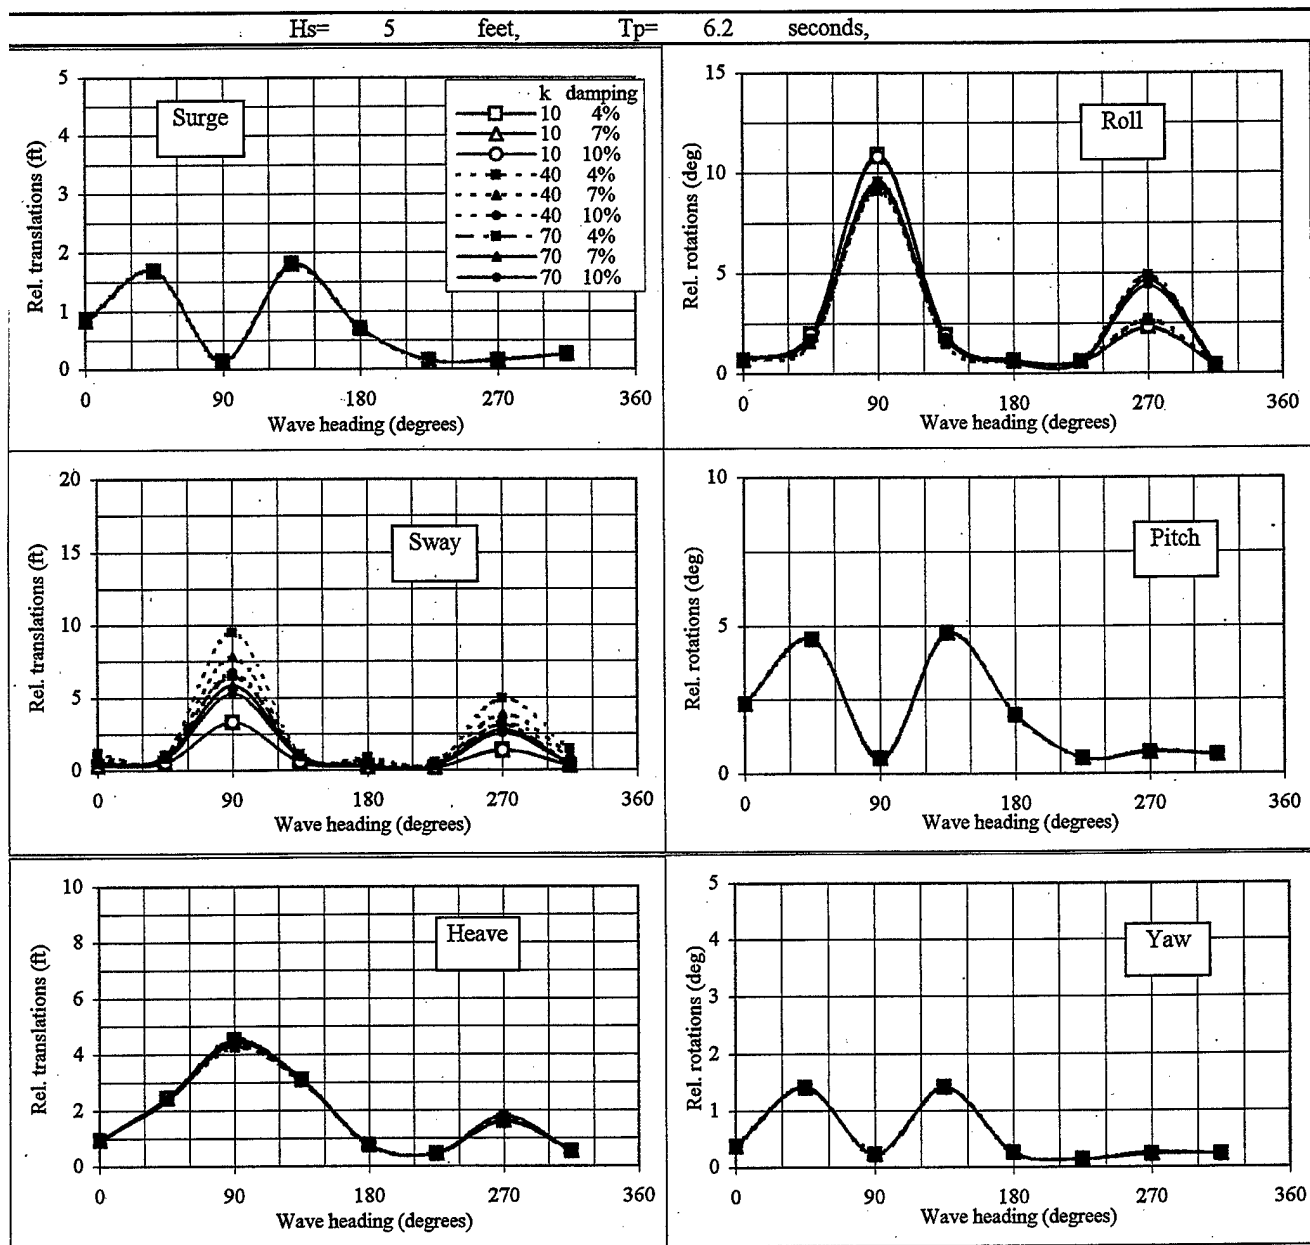 Hs= 5 feet, Tp= 6.2 seconds,
Surge
Rel. translations (ft)
5
4
3
2
1
0
0 90 180 270 360
Wave heading (degrees)
k damping
10 4%
10 7%
10 10%
40 4%
40 7%
40 10%
70 4%
70 7%
70 10%
Roll
Rel. rotations (deg)
15
10
5
0
0 90 180 270 360
Wave heading (degrees)
Sway
Rel. translations (ft)
20
15
10
5
0
0 90 180 270 360
Wave heading (degrees)
Pitch
Rel. rotations (deg)
10
5
0
0 90 180 270 360
Wave heading (degrees)
Heave
Rel. translations (ft)
10
8
6
4
2
0
0 90 180 270 360
Wave heading (degrees)
Yaw
Rel. rotations (deg)
5
4
3
2
1
0
0 90 180 270 360
Wave heading (degrees)